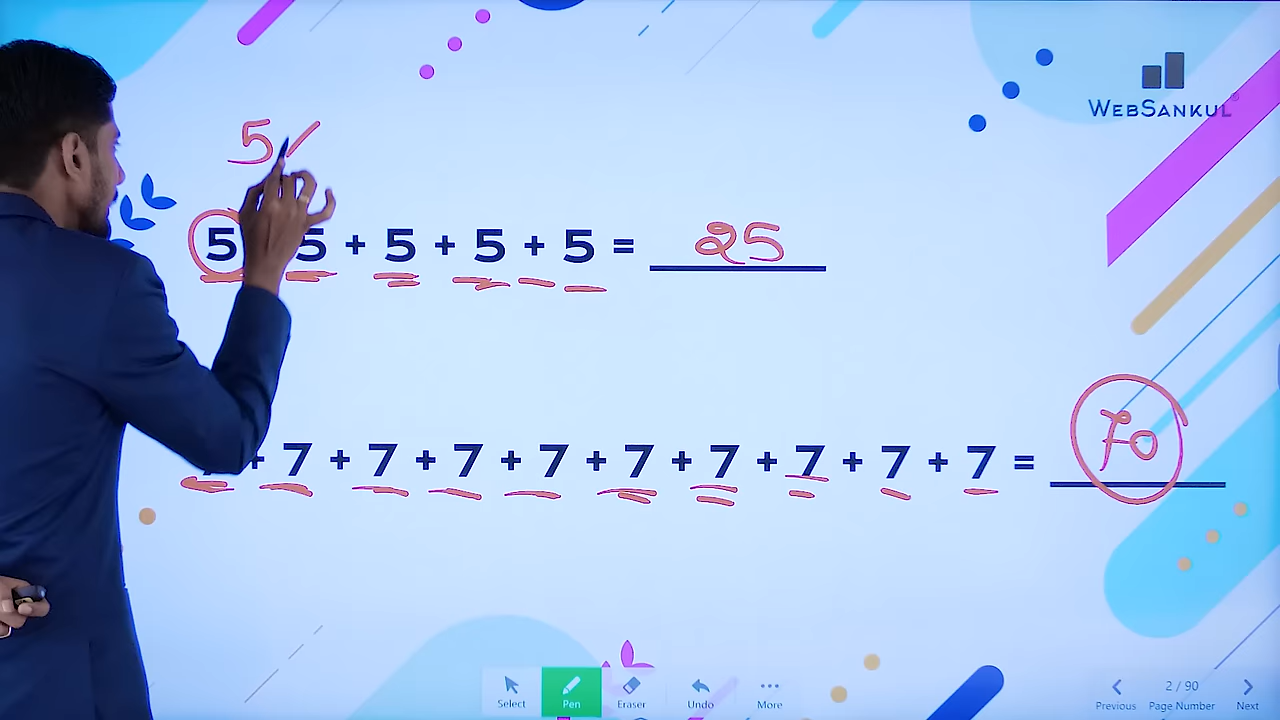 WEBSANKUL®
5
5 5 + 5 + 5 + 5 = 25
+ 7 + 7 + 7 + 7 + 7 + 7 + 7 + 7 + 7 = 70
Select Pen Eraser Undo More
2 / 90
Previous Page Number Next